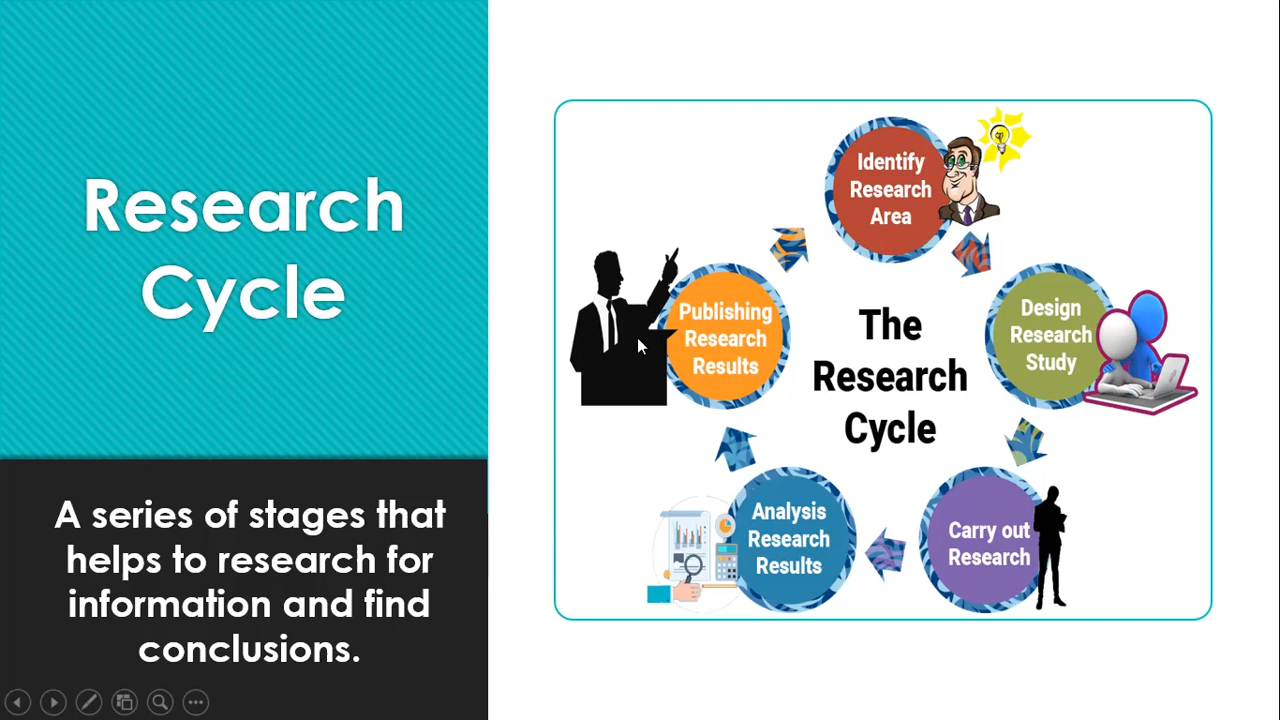 Research
Cycle
A series of stages that
helps to research for
information and find
conclusions.
Identify
Research
Area
Design
Research
Study
Carry out
Research
Analysis
Research
Results
Publishing
Research
Results
The
Research
Cycle